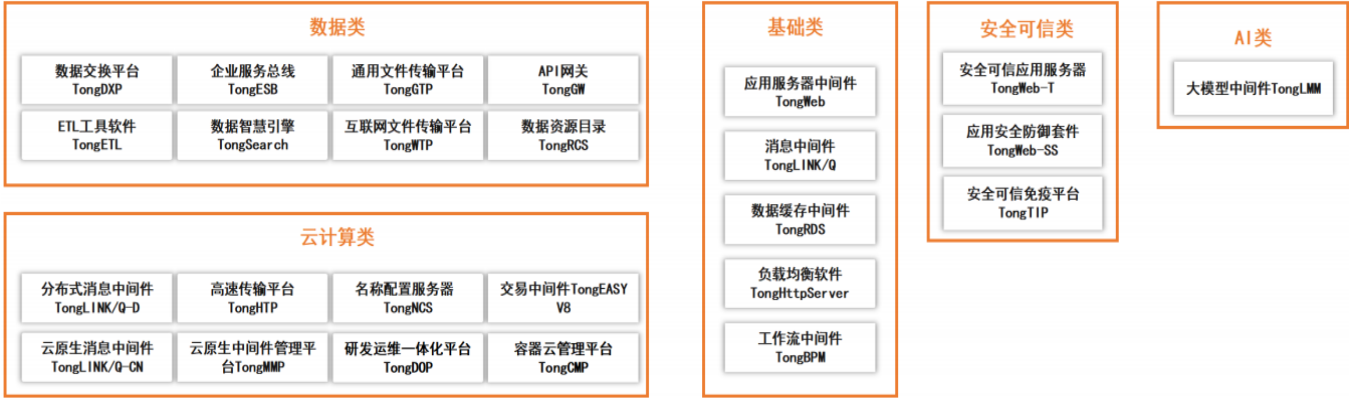 数据类
数据交换平台
TongDXP
企业服务总线
TongESB
通用文件传输平台
TongGTP
API网关
TongGW
ETL工具软件
TongETL
数据智慧引擎
TongSearch
互联网文件传输平台
TongWTP
数据资源目录
TongRCS
云计算类
分布式消息中间件
TongLINK/Q-D
高速传输平台
TongHTP
名称配置服务器
TongNCS
交易中间件TongEASY
V8
云原生消息中间件
TongLINK/Q-CN
云原生中间件管理平
台TongMMP
研发运维一体化平台
TongDOP
容器云管理平台
TongCMP
基础类
应用服务器中间件
TongWeb
消息中间件
TongLINK/Q
数据缓存中间件
TongRDS
负载均衡软件
TongHttpServer
工作流中间件
TongBPM
安全可信类
安全可信应用服务器
TongWeb-T
应用安全防御套件
TongWeb-SS
安全可信免疫平台
TongTIP
AI类
大模型中间件TongLMM